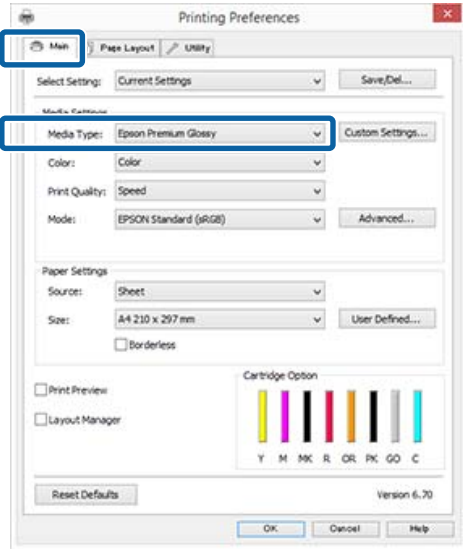 Printing Preferences
Main Page Layout Utility
Select Setting: Current Settings Save/Del...
Media Settings
Media Type: Epson Premium Glossy Custom Settings...
Color: Color
Print Quality: Speed
Mode: EPSON Standard (sRGB) Advanced...
Paper Settings
Source: Sheet
Size: A4 210 x 297 mm User Defined...
Borderless
Print Preview
Layout Manager
Cartridge Option
Y M MK R OR PK GO C
Reset Defaults Version 6.70
OK Cancel Help